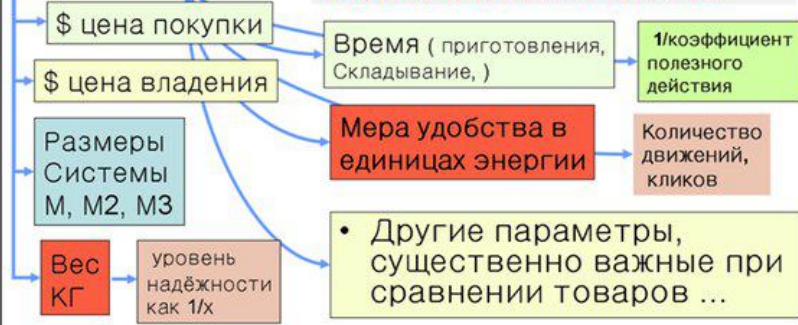 $ цена покупки
$ цена владения
Размеры
Системы
М, М2, М3
Вес
КГ
уровень
надёжности
как 1/х
Время ( приготовления,
Складывание, )
1/коэффициент
полезного
действия
Мера удобства в
единицах энергии
Количество
движений,
кликов
• Другие параметры,
существенно важные при
сравнении товаров ...